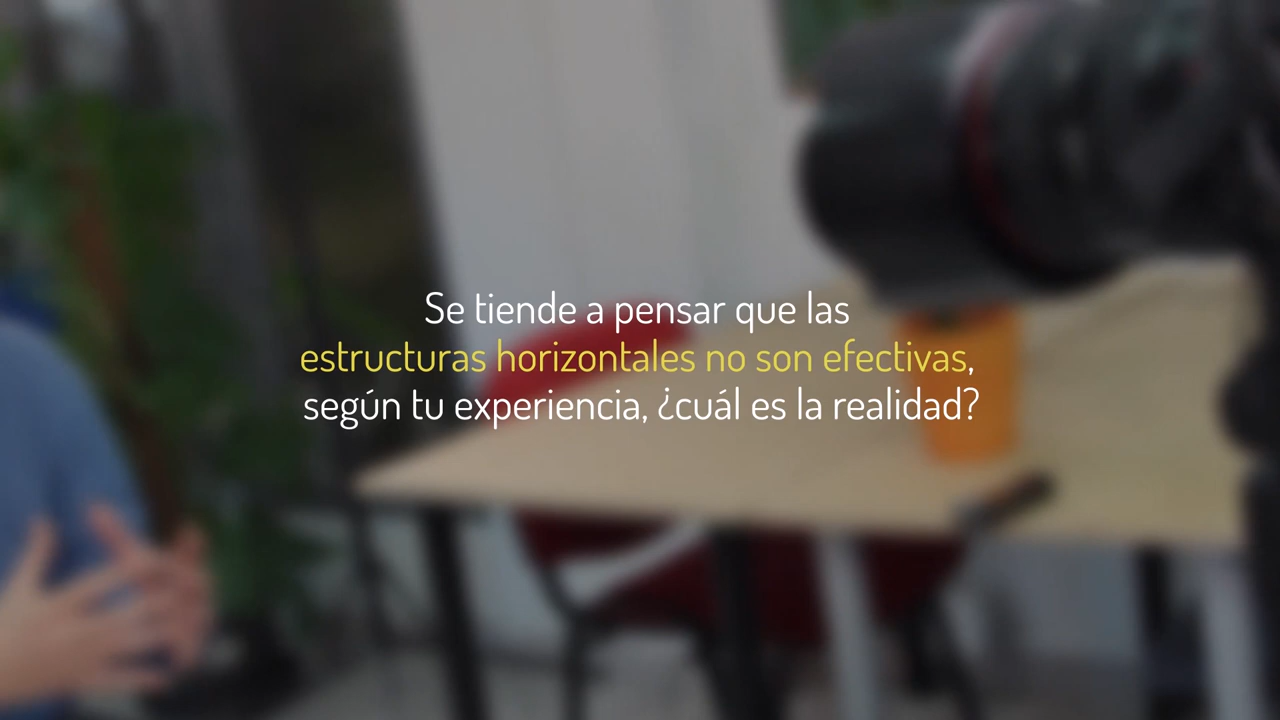 Se tiende a pensar que las
estructuras horizontales no son efectivas,
según tu experiencia, ¿cuál es la realidad?